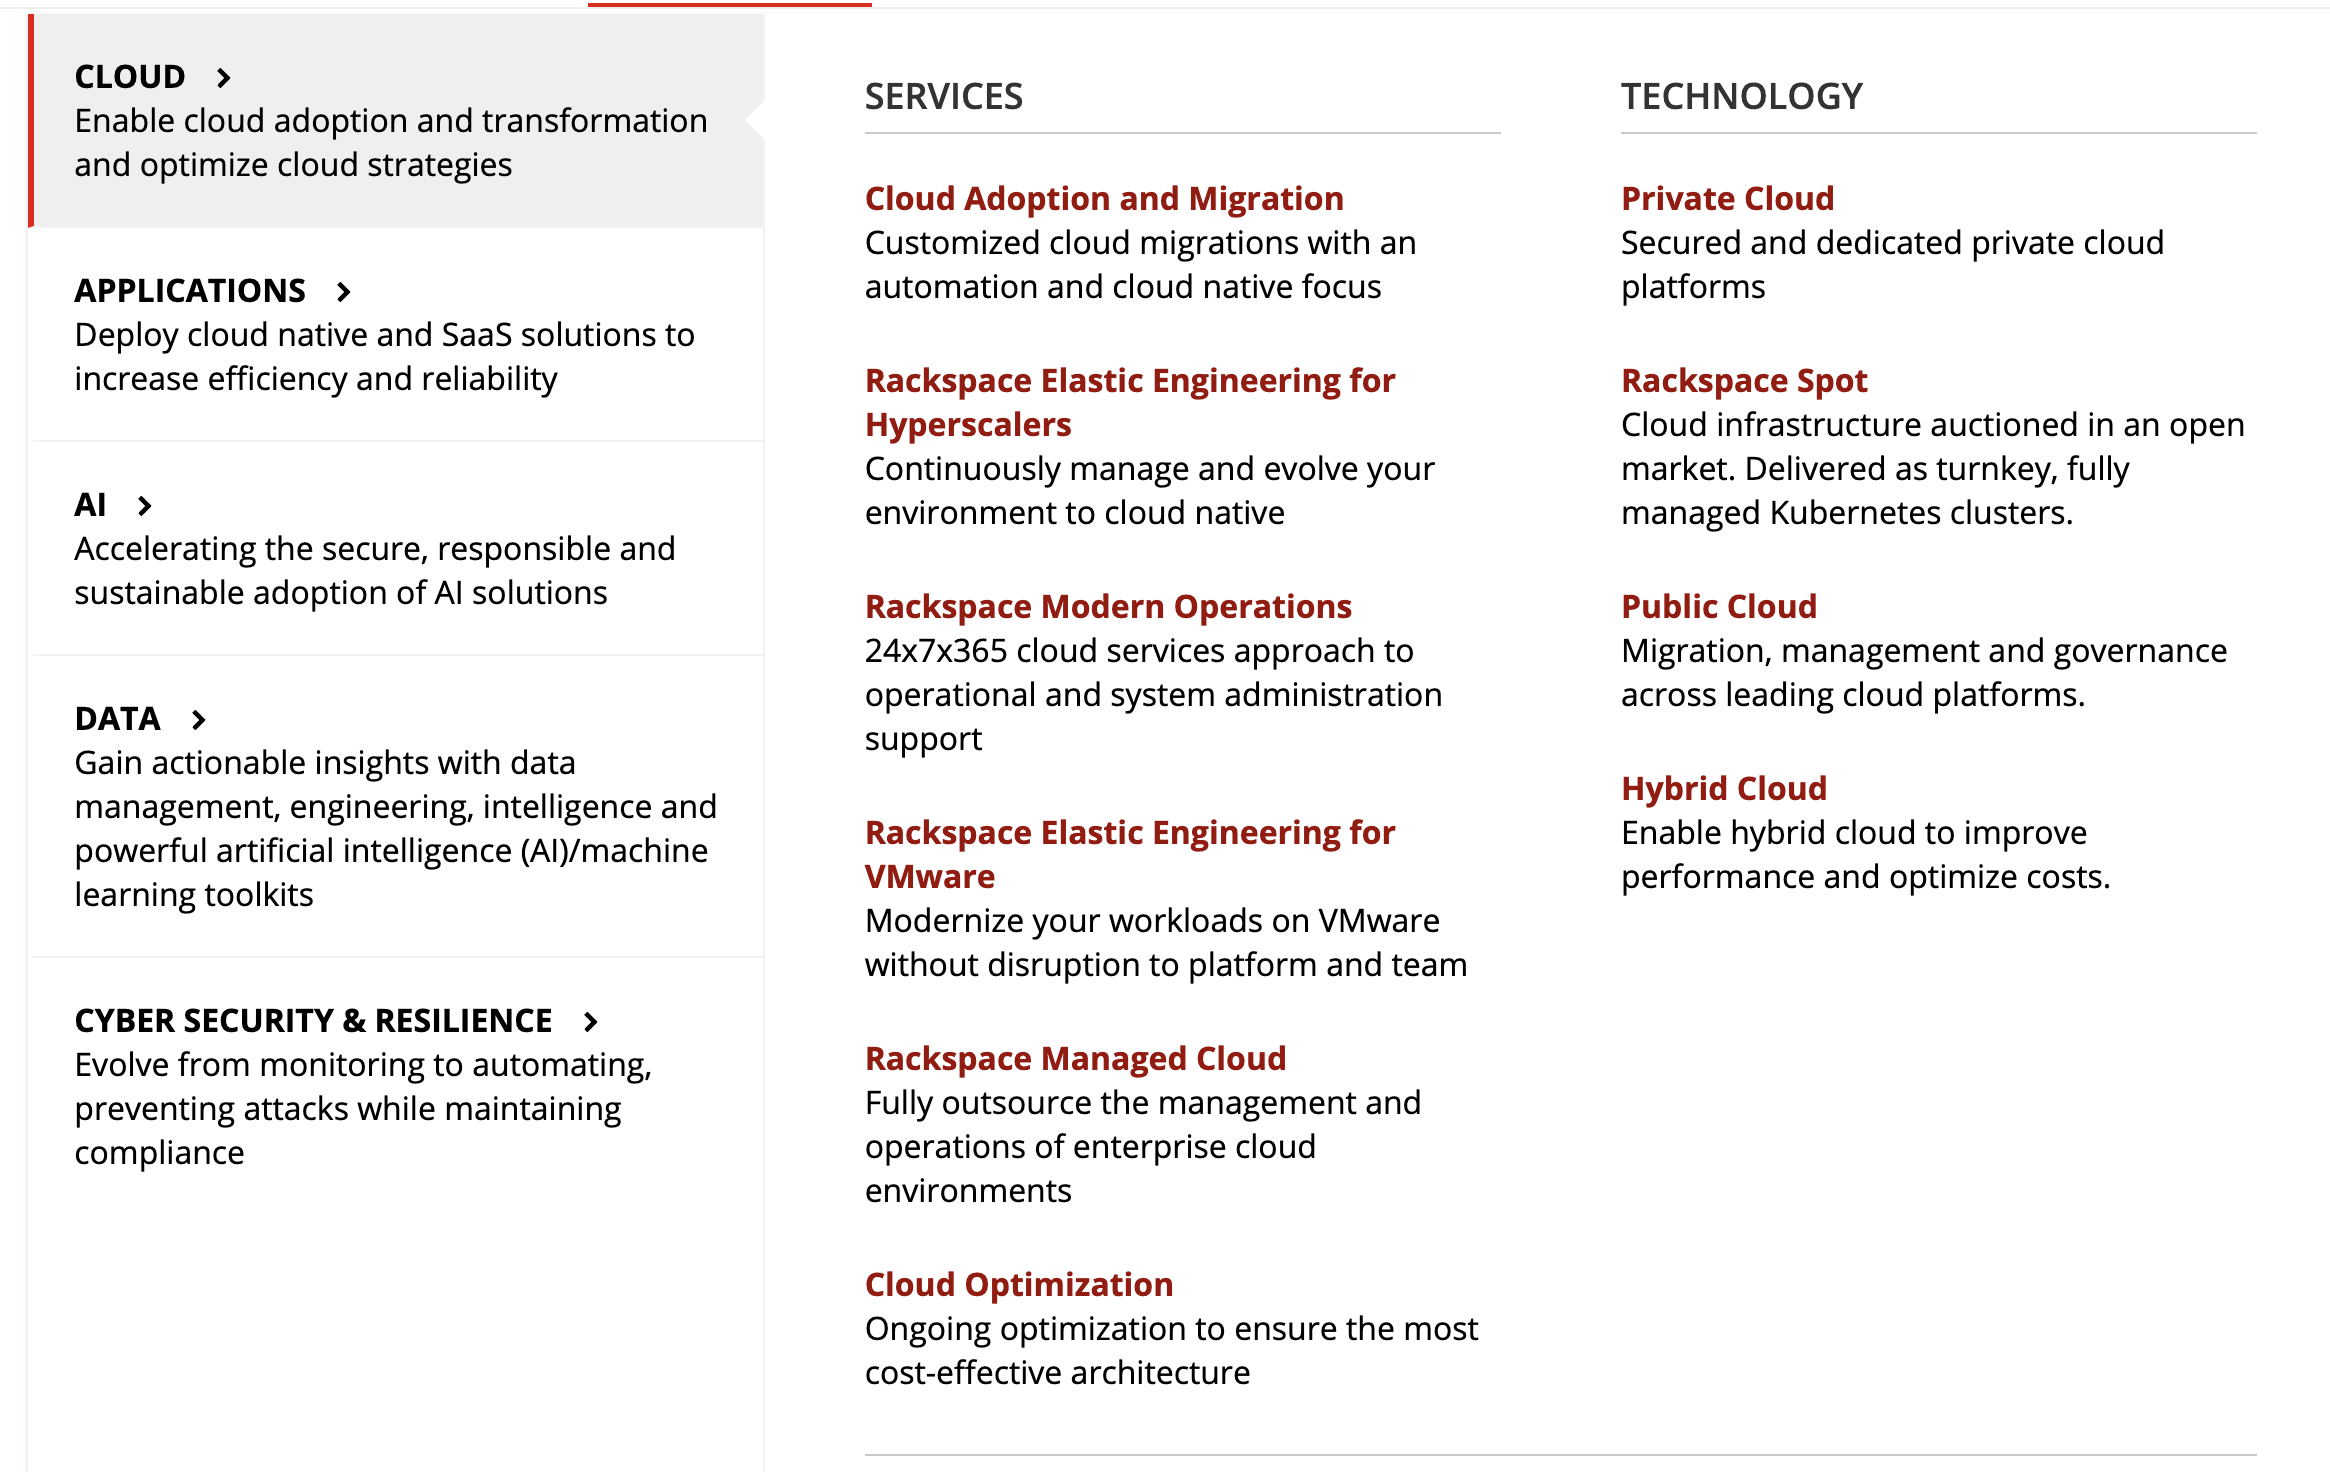 CLOUD
Enable cloud adoption and transformation
and optimize cloud strategies
APPLICATIONS
Deploy cloud native and SaaS solutions to
increase efficiency and reliability
AI
Accelerating the secure, responsible and
sustainable adoption of AI solutions
DATA
Gain actionable insights with data
management, engineering, intelligence and
powerful artificial intelligence (AI)/machine
learning toolkits
CYBER SECURITY & RESILIENCE
Evolve from monitoring to automating,
preventing attacks while maintaining
compliance
SERVICES
Cloud Adoption and Migration
Customized cloud migrations with an
automation and cloud native focus
Rackspace Elastic Engineering for
Hyperscalers
Continuously manage and evolve your
environment to cloud native
Rackspace Modern Operations
24x7x365 cloud services approach to
operational and system administration
support
Rackspace Elastic Engineering for
VMware
Modernize your workloads on VMware
without disruption to platform and team
Rackspace Managed Cloud
Fully outsource the management and
operations of enterprise cloud
environments
Cloud Optimization
Ongoing optimization to ensure the most
cost-effective architecture
TECHNOLOGY
Private Cloud
Secured and dedicated private cloud
platforms
Rackspace Spot
Cloud infrastructure auctioned in an open
market. Delivered as turnkey, fully
managed Kubernetes clusters.
Public Cloud
Migration, management and governance
across leading cloud platforms.
Hybrid Cloud
Enable hybrid cloud to improve
performance and optimize costs.